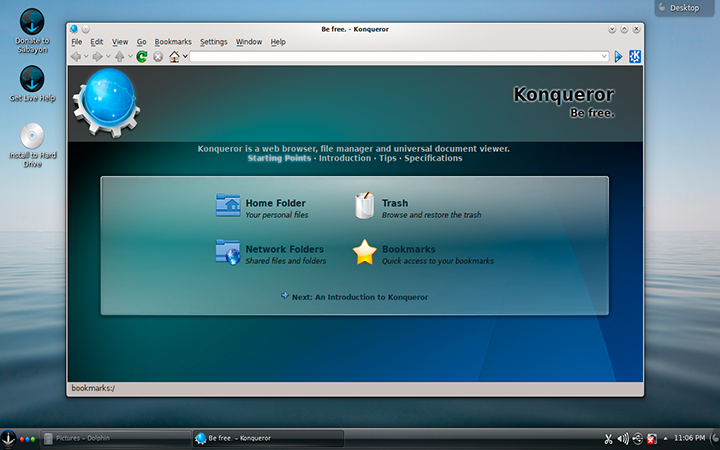 Desktop
Donate to
Sabayon
Get Live Help
Install to Hard
Drive
Be free. - Konqueror
File Edit View Go Bookmarks Settings Window Help
Konqueror
Be free.
Konqueror is a web browser, file manager and universal document viewer.
Starting Points · Introduction · Tips · Specifications
Home Folder
Your personal files
Trash
Browse and restore the trash
Network Folders
Shared files and folders
Bookmarks
Quick access to your bookmarks
Next: An Introduction to Konqueror
bookmarks:/
Pictures – Dolphin
Be free. – Konqueror
11:06 PM